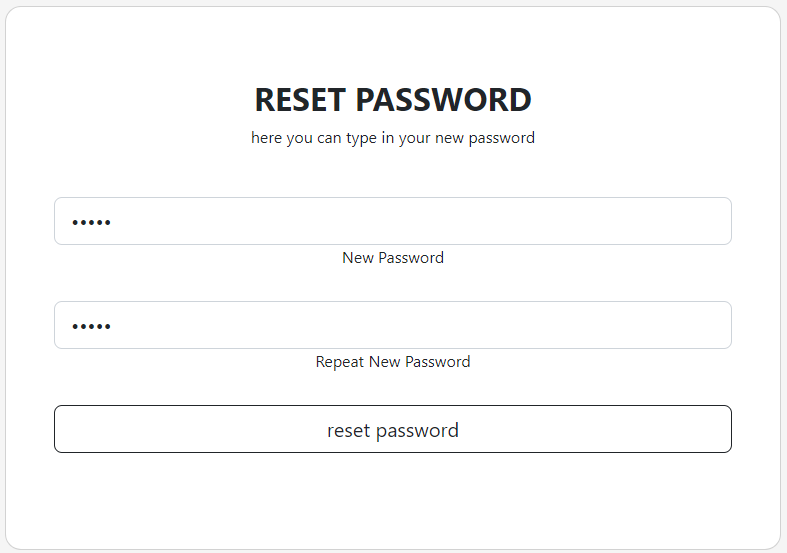 RESET PASSWORD
here you can type in your new password
•••••
New Password
•••••
Repeat New Password
reset password